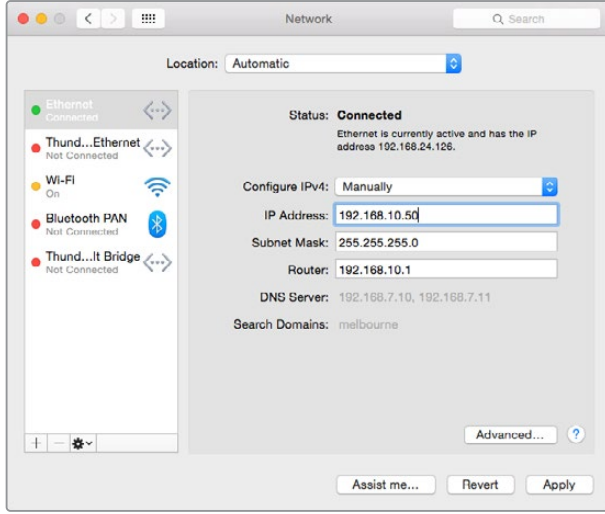 Network
Search
Location: Automatic
Ethernet
Connected
Thund...Ethernet
Not Connected
Wi-Fi
On
Bluetooth PAN
Not Connected
Thund...lt Bridge
Not Connected
Status: Connected
Ethernet is currently active and has the IP
address 192.168.24.126.
Configure IPv4: Manually
IP Address: 192.168.10.50
Subnet Mask: 255.255.255.0
Router: 192.168.10.1
DNS Server: 192.168.7.10, 192.168.7.11
Search Domains: melbourne
Advanced... ?
Assist me... Revert Apply